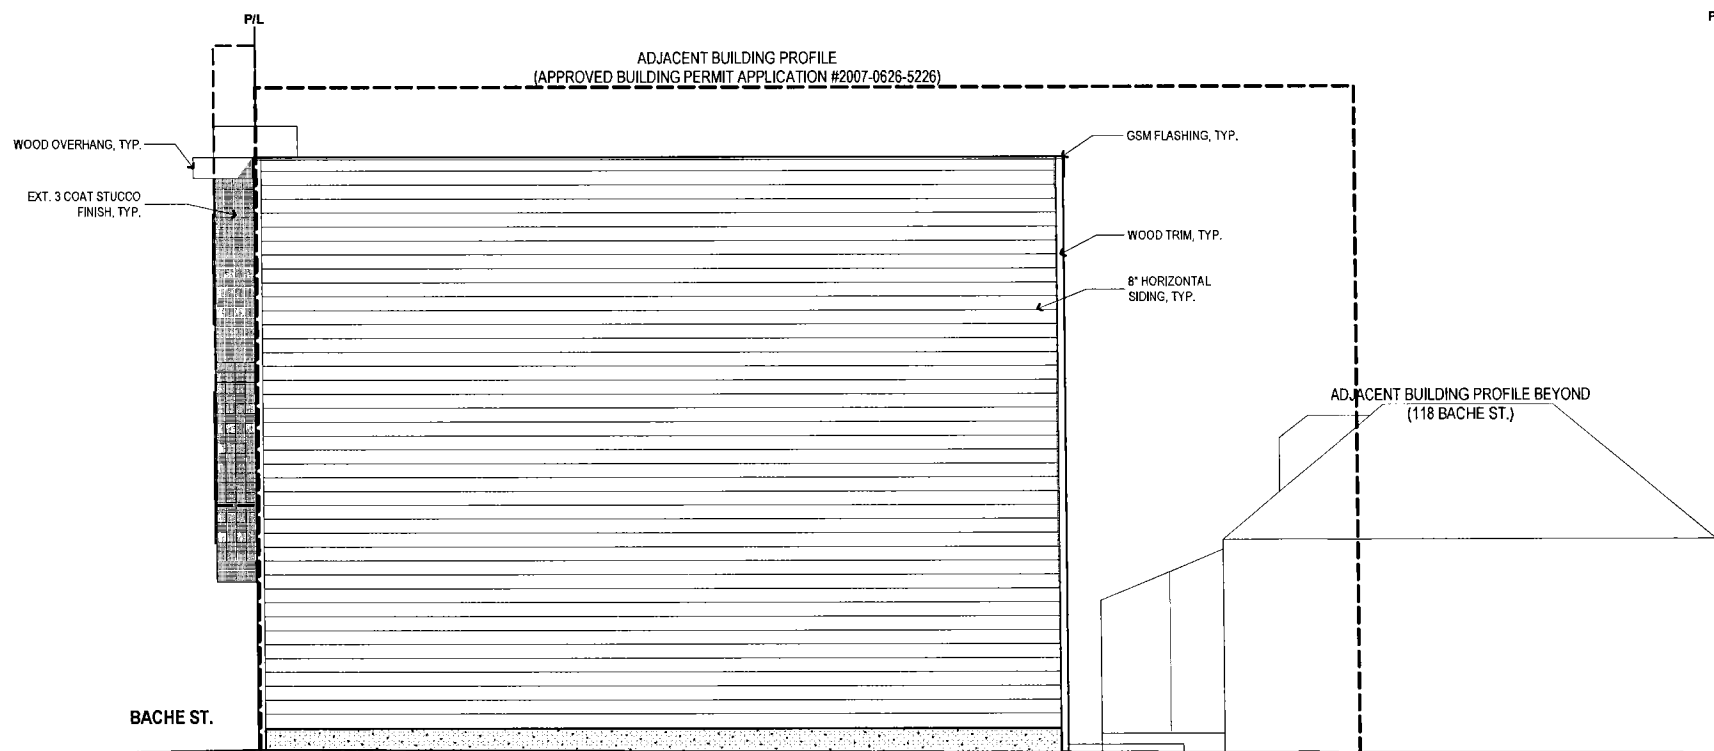 P/L
P
ADJACENT BUILDING PROFILE
(APPROVED BUILDING PERMIT APPLICATION #2007-0626-5226)
WOOD OVERHANG, TYP.
GSM FLASHING, TYP.
EXT. 3 COAT STUCCO
FINISH, TYP.
WOOD TRIM, TYP.
8" HORIZONTAL
SIDING, TYP.
ADJACENT BUILDING PROFILE BEYOND
(118 BACHE ST.)
BACHE ST.